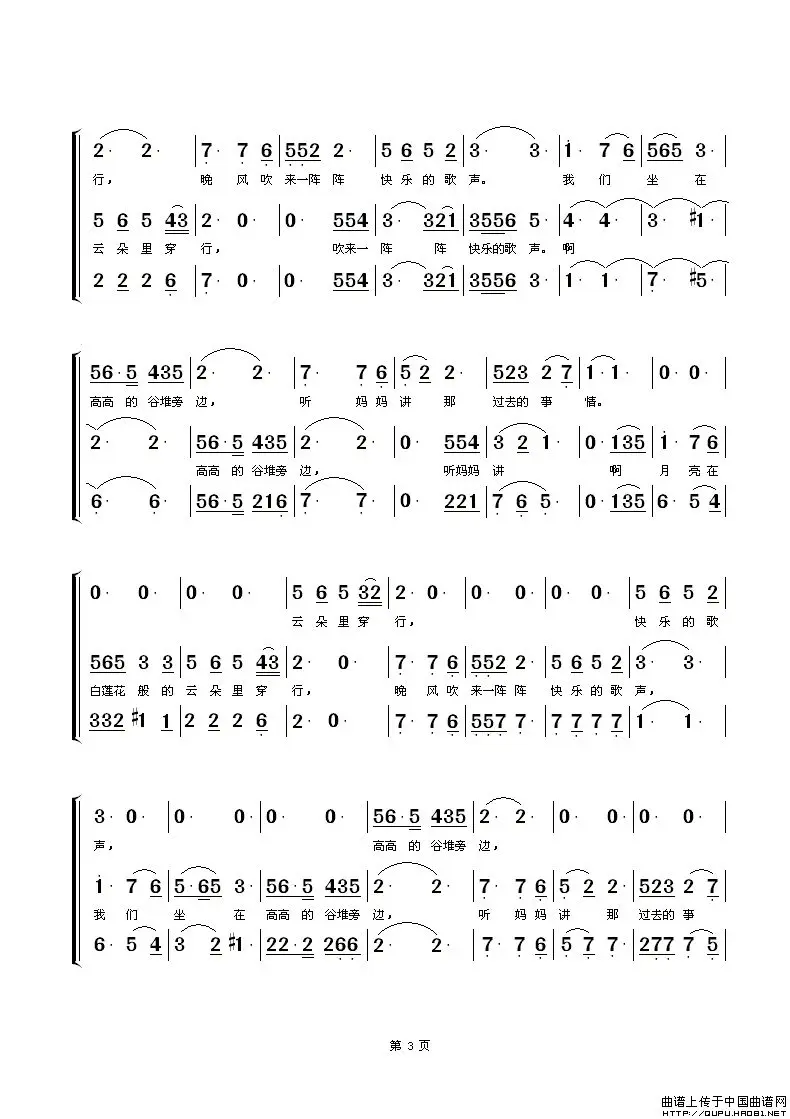 2· 2· | 7· 7 6 | 552 2· | 5 6 5 2 | 3· 3· | 1· 7 6 | 565 3· |
行， 晚 风吹 来一阵 阵 快 乐 的 歌 声。 我 们 坐 在
5 6 5 43 | 2· 0· | 0· 554 | 3· 321 | 3556 5· | 4· 4· | 3· #1· |
云 朵 里 穿 行， 吹来一 阵 阵 快乐的歌 声。 啊
2 2 2 6 | 7· 0· | 0· 554 | 3· 321 | 3556 3· | 1· 1· | 7· #5· |
56·5 435 | 2· 2· | 7· 7 6 | 5 2 2· | 523 2 7 | 1· 1· | 0· 0· |
高高 的 谷堆旁 边， 听 妈妈 讲 那 过去的 事 情。
2· 2· | 56·5 435 | 2· 2· | 0· 554 | 3 2 1· | 0· 135 | 1· 7 6 |
高高 的 谷堆旁 边， 听妈妈 讲 啊 月 亮在
6· 6· | 56·5 216 | 7· 7· | 0· 221 | 7 6 5· | 0· 135 | 6· 5 4 |
0· 0· | 0· 0· | 5 6 5 32 | 2· 0· | 0· 0· | 0· 0· | 5 6 5 2 |
云 朵 里 穿 行， 快 乐 的 歌
565 3 3 | 5 6 5 43 | 2· 0· | 7· 7 6 | 552 2· | 5 6 5 2 | 3· 3· |
白莲花 般 的 云 朵 里 穿 行， 晚 风吹 来一阵 阵 快 乐 的 歌 声，
332 #1 1 | 2 2 2 6 | 2· 0· | 7· 7 6 | 557 7· | 7 7 7 7 | 1· 1· |
3· 0· | 0· 0· | 0· 0· | 56·5 435 | 2· 2· | 0· 0· | 0· 0· |
声， 高高 的 谷堆旁 边，
1· 7 6 | 5·65 3· | 56·5 435 | 2· 2· | 7· 7 6 | 5 2 2· | 523 2 7 |
我 们 坐 在 高高 的 谷堆旁 边， 听 妈妈 讲 那 过去的 事
6· 5 4 | 3 2 #1· | 22·2 266 | 2· 2· | 7· 7 6 | 5 7 7· | 277 7 5 |
第 3 页
曲谱上传于中国曲谱网
HTTP://QUPU.HAO81.NET